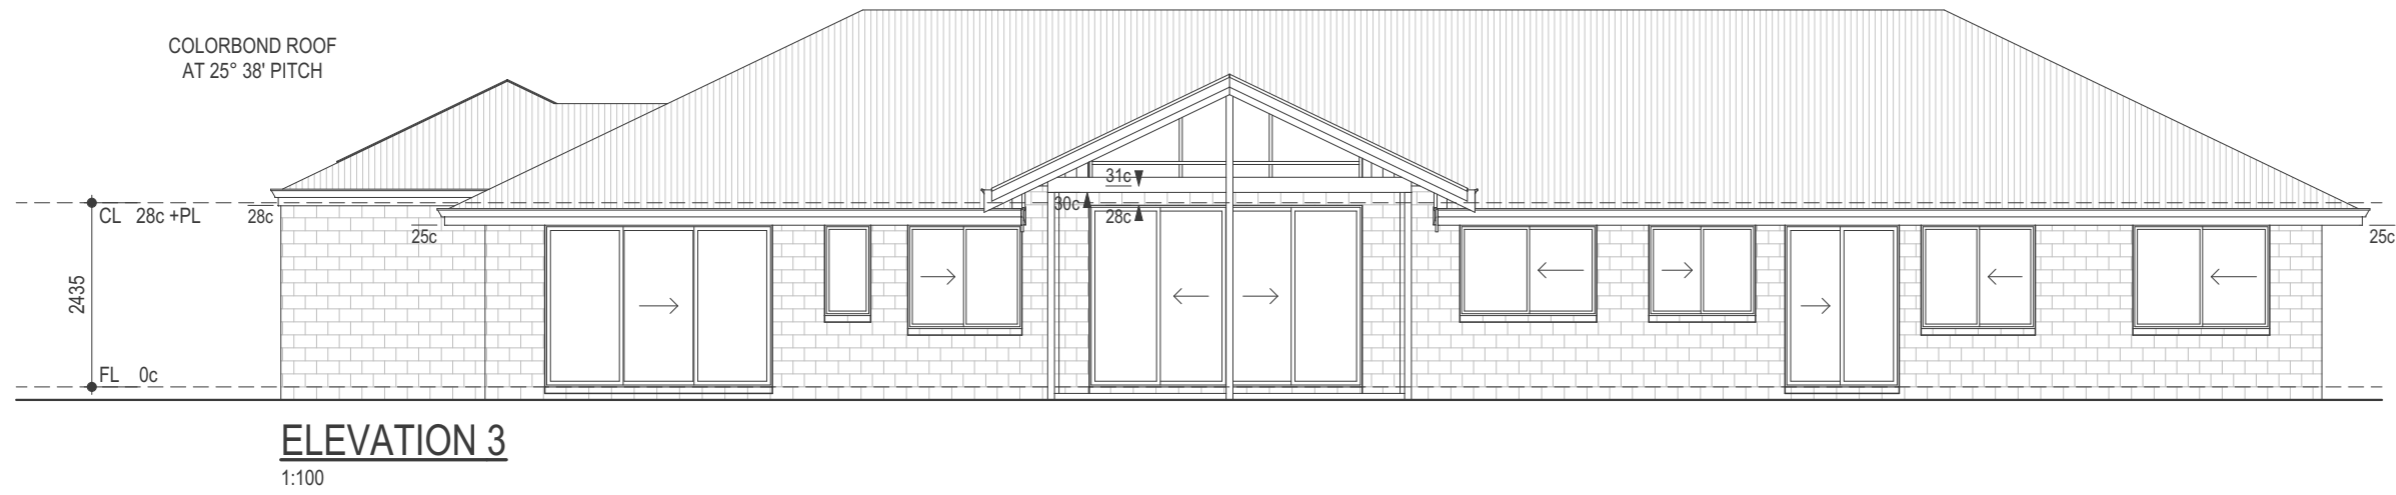 COLORBOND ROOF
AT 25° 38' PITCH
31c
CL 28c +PL
28c
30c
28c
25c
25c
2435
FL 0c
ELEVATION 3
1:100